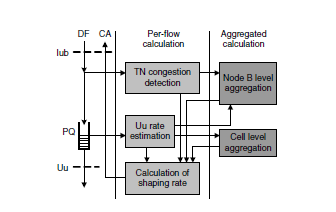 DF CA
Per-flow
calculation
Aggregated
calculation
Iub
TN congestion
detection
Node B level
aggregation
PQ
Uu rate
estimation
Cell level
aggregation
Uu
Calculation of
shaping rate